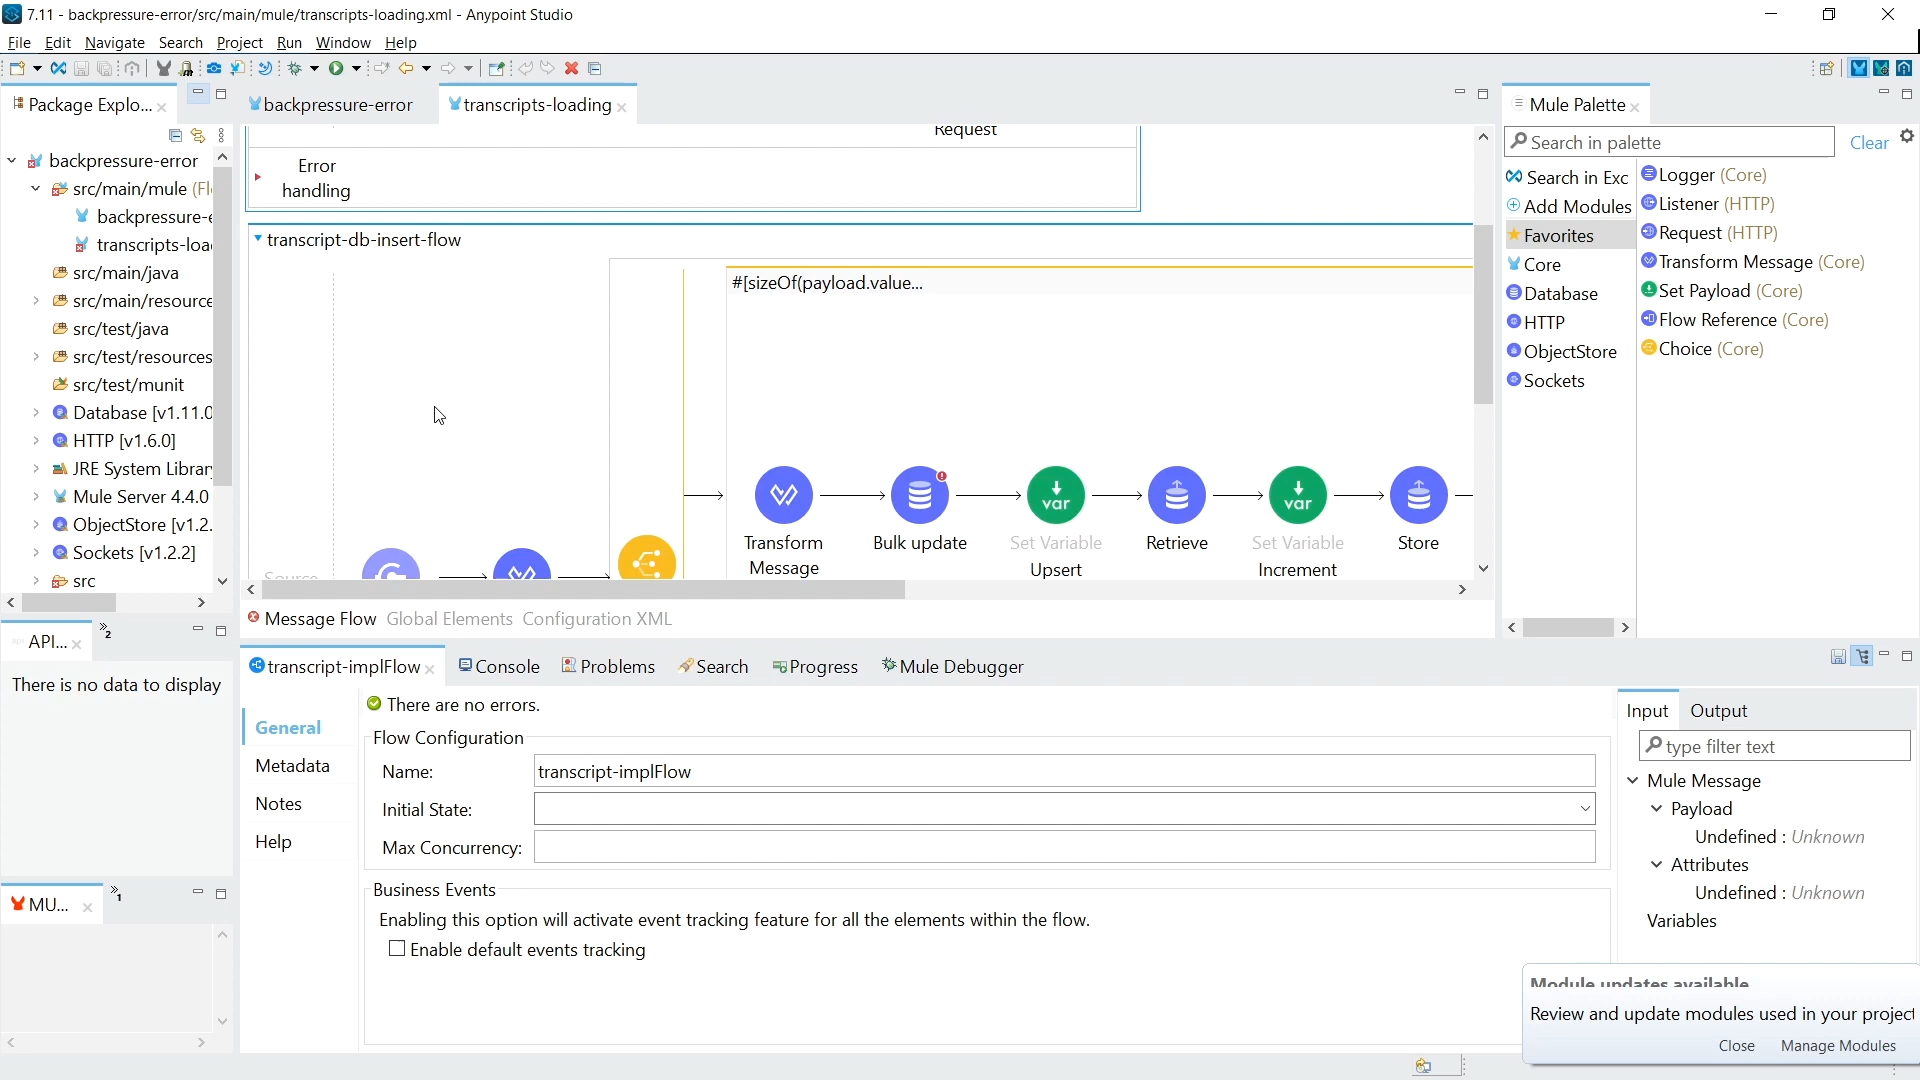 7.11 - backpressure-error/src/main/mule/transcripts-loading.xml - Anypoint Studio
File Edit Navigate Search Project Run Window Help
Package Explo...
backpressure-error
transcripts-loading
Mule Palette
Search in palette
Clear
backpressure-error
src/main/mule (Fl
backpressure-e
transcripts-loa
src/main/java
src/main/resource
src/test/java
src/test/resources
src/test/munit
Database [v1.11.0
HTTP [v1.6.0]
JRE System Librar
Mule Server 4.4.0
ObjectStore [v1.2.
Sockets [v1.2.2]
src
Request
Error
handling
transcript-db-insert-flow
#[sizeOf(payload.value...
Source
Transform
Message
Bulk update
Set Variable
Upsert
Retrieve
Set Variable
Increment
Store
var
var
Message Flow Global Elements Configuration XML
Search in Exc
Add Modules
Favorites
Core
Database
HTTP
ObjectStore
Sockets
Logger (Core)
Listener (HTTP)
Request (HTTP)
Transform Message (Core)
Set Payload (Core)
Flow Reference (Core)
Choice (Core)
API...
2
There is no data to display
MU...
1
transcript-implFlow
Console
Problems
Search
Progress
Mule Debugger
There are no errors.
General
Metadata
Notes
Help
Flow Configuration
Name:
transcript-implFlow
Initial State:
Max Concurrency:
Business Events
Enabling this option will activate event tracking feature for all the elements within the flow.
Enable default events tracking
Input
Output
type filter text
Mule Message
Payload
Undefined : Unknown
Attributes
Undefined : Unknown
Variables
Module updates available
Review and update modules used in your project
Close
Manage Modules